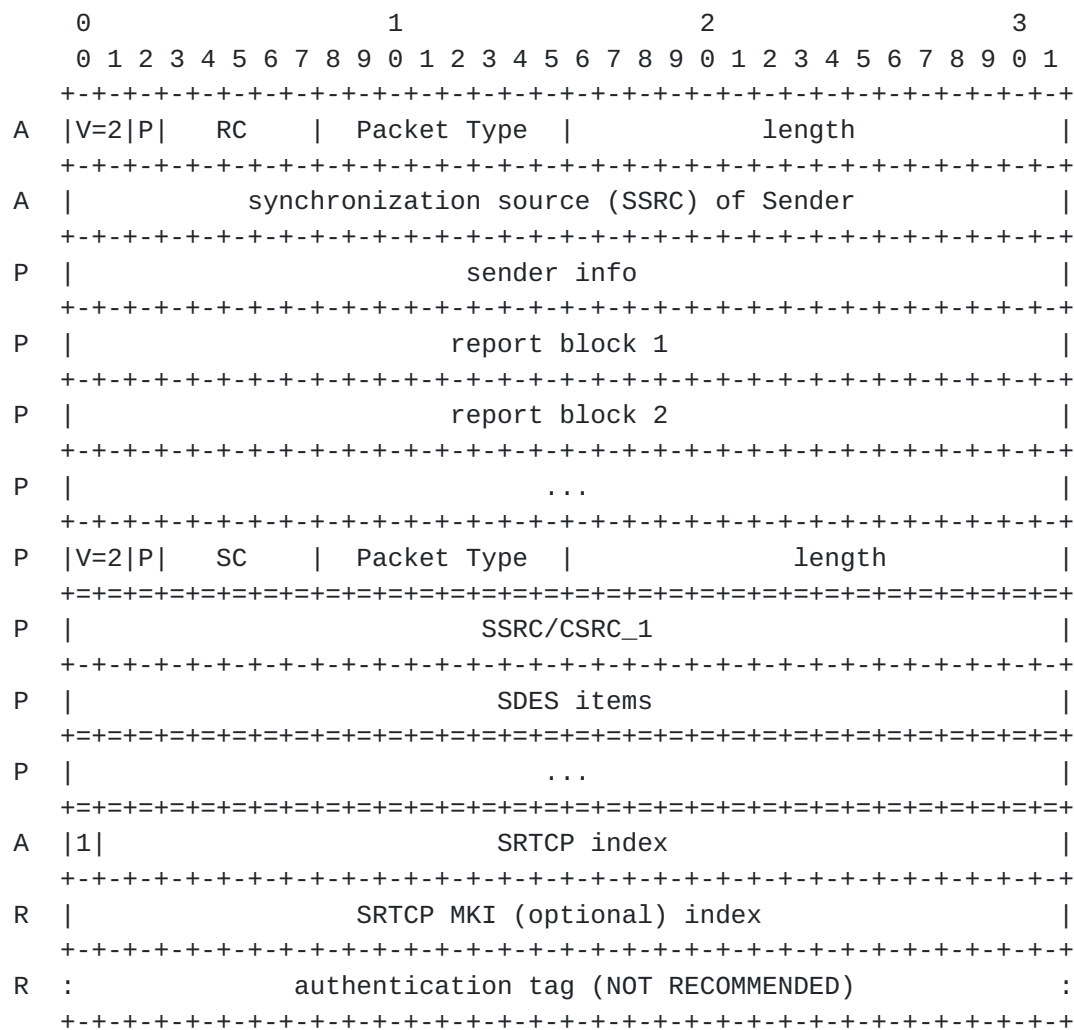 0                   1                   2                   3
     0 1 2 3 4 5 6 7 8 9 0 1 2 3 4 5 6 7 8 9 0 1 2 3 4 5 6 7 8 9 0 1
    +-+-+-+-+-+-+-+-+-+-+-+-+-+-+-+-+-+-+-+-+-+-+-+-+-+-+-+-+-+-+-+-+
A   |V=2|P|   RC    |  Packet Type  |            length             |
    +-+-+-+-+-+-+-+-+-+-+-+-+-+-+-+-+-+-+-+-+-+-+-+-+-+-+-+-+-+-+-+-+
A   |           synchronization source (SSRC) of Sender             |
    +-+-+-+-+-+-+-+-+-+-+-+-+-+-+-+-+-+-+-+-+-+-+-+-+-+-+-+-+-+-+-+-+
P   |                         sender info                           |
    +-+-+-+-+-+-+-+-+-+-+-+-+-+-+-+-+-+-+-+-+-+-+-+-+-+-+-+-+-+-+-+-+
P   |                        report block 1                         |
    +-+-+-+-+-+-+-+-+-+-+-+-+-+-+-+-+-+-+-+-+-+-+-+-+-+-+-+-+-+-+-+-+
P   |                        report block 2                         |
    +-+-+-+-+-+-+-+-+-+-+-+-+-+-+-+-+-+-+-+-+-+-+-+-+-+-+-+-+-+-+-+-+
P   |                              ...                              |
    +-+-+-+-+-+-+-+-+-+-+-+-+-+-+-+-+-+-+-+-+-+-+-+-+-+-+-+-+-+-+-+-+
P   |V=2|P|   SC    |  Packet Type  |              length           |
    +=+=+=+=+=+=+=+=+=+=+=+=+=+=+=+=+=+=+=+=+=+=+=+=+=+=+=+=+=+=+=+=+
P   |                          SSRC/CSRC_1                          |
    +-+-+-+-+-+-+-+-+-+-+-+-+-+-+-+-+-+-+-+-+-+-+-+-+-+-+-+-+-+-+-+-+
P   |                           SDES items                          |
    +=+=+=+=+=+=+=+=+=+=+=+=+=+=+=+=+=+=+=+=+=+=+=+=+=+=+=+=+=+=+=+=+
P   |                              ...                              |
    +=+=+=+=+=+=+=+=+=+=+=+=+=+=+=+=+=+=+=+=+=+=+=+=+=+=+=+=+=+=+=+=+
A   |1|                         SRTCP index                         |
    +-+-+-+-+-+-+-+-+-+-+-+-+-+-+-+-+-+-+-+-+-+-+-+-+-+-+-+-+-+-+-+-+
R   |                  SRTCP MKI (optional) index                   |
    +-+-+-+-+-+-+-+-+-+-+-+-+-+-+-+-+-+-+-+-+-+-+-+-+-+-+-+-+-+-+-+-+
R   :              authentication tag (NOT RECOMMENDED)             :
    +-+-+-+-+-+-+-+-+-+-+-+-+-+-+-+-+-+-+-+-+-+-+-+-+-+-+-+-+-+-+-+-+